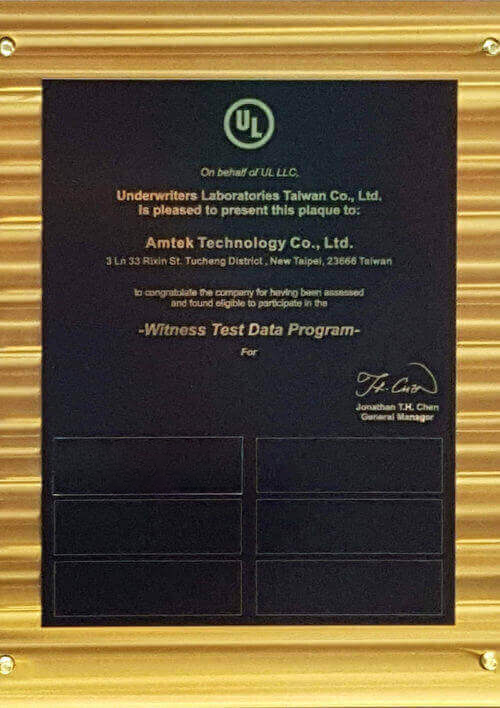 UL
On behalf of UL LLC,
Underwriters Laboratories Taiwan Co., Ltd.
is pleased to present this plaque to:
Amtek Technology Co., Ltd.
3 Ln 33 Rixin St. Tucheng District , New Taipei, 23666 Taiwan
to congratulate the company for having been assessed
and found eligible to participate in the
-Witness Test Data Program-
For
Jonathan T.H. Chen
General Manager